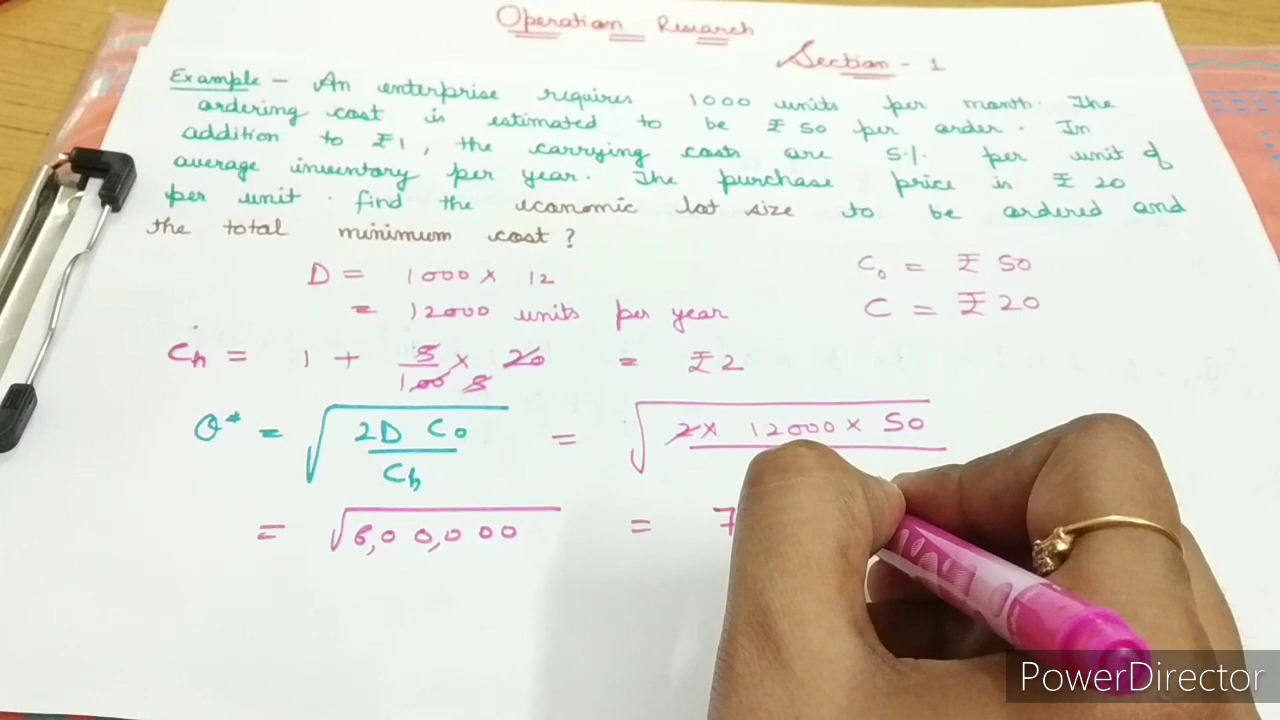 Operation Research
Section - 1
Example - An enterprise requires 1000 units per month. The
ordering cost is estimated to be ₹ 50 per order. In
addition to ₹1, the carrying costs are 5·/. per unit of
average inventory per year. The purchase price is ₹ 20
per unit. find the economic lot size to be ordered and
the total minimum cost?
D = 1000 × 12
= 12000 units per year
C₀ = ₹ 50
C = ₹ 20
Ch = 1 + 5/100 5 × 20 = ₹2
Q* = √2D C₀/Ch = √2× 12000 × 50
= √6,00,000 = 7
PowerDirector